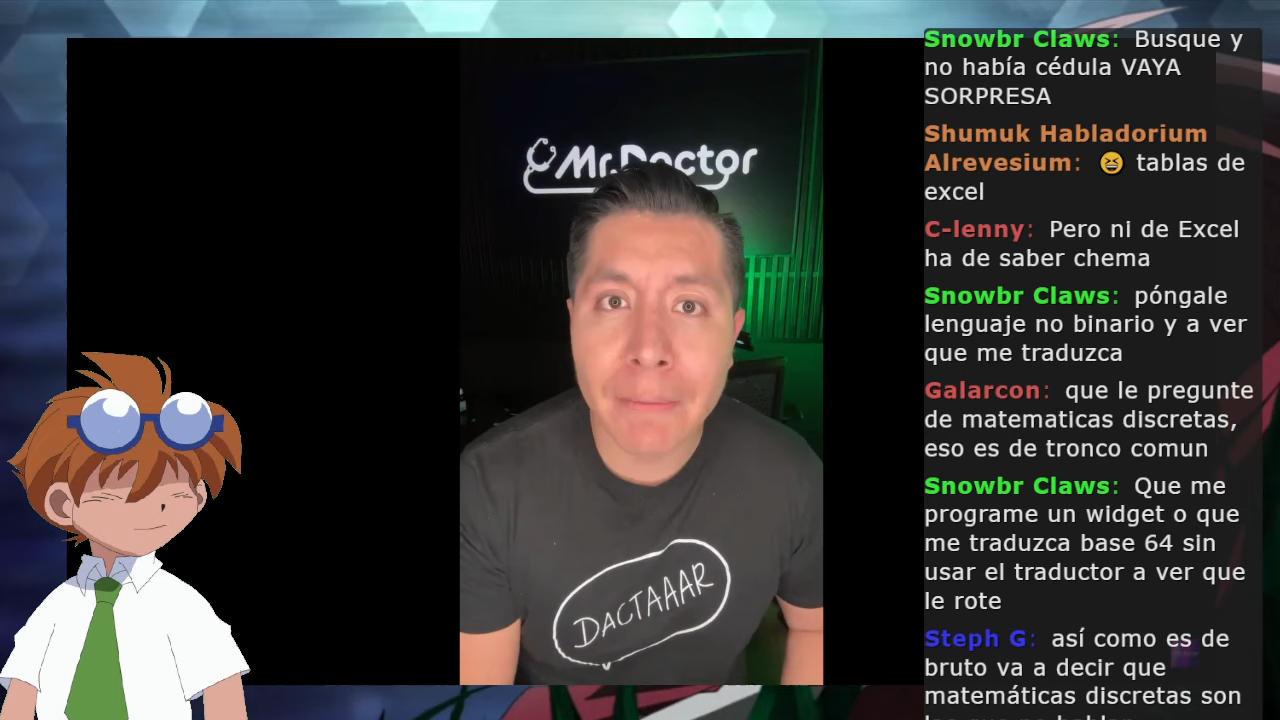 Mr.Doctor
DACTAAAR
Snowbr Claws: Busque y
no había cédula VAYA
SORPRESA
Shumuk Habladorium
Alrevesium: 😆 tablas de
excel
C-lenny: Pero ni de Excel
ha de saber chema
Snowbr Claws: póngale
lenguaje no binario y a ver
que me traduzca
Galarcon: que le pregunte
de matematicas discretas,
eso es de tronco comun
Snowbr Claws: Que me
programe un widget o que
me traduzca base 64 sin
usar el traductor a ver que
le rote
Steph G: así como es de
bruto va a decir que
matemáticas discretas son